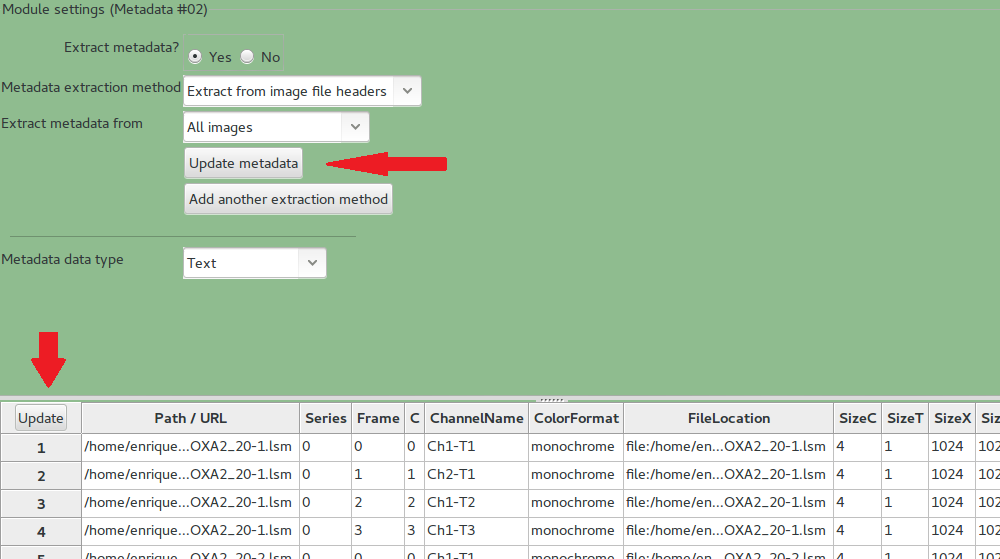 Module settings (Metadata #02)
Extract metadata? Yes No
Metadata extraction method Extract from image file headers
Extract metadata from All images
Update metadata
Add another extraction method
Metadata data type Text
Update Path / URL Series Frame C ChannelName ColorFormat FileLocation SizeC SizeT SizeX Siz
1 /home/enrique...OXA2_20-1.lsm 0 0 0 Ch1-T1 monochrome file:/home/en...OXA2_20-1.lsm 4 1 1024 102
2 /home/enrique...OXA2_20-1.lsm 0 1 1 Ch2-T1 monochrome file:/home/en...OXA2_20-1.lsm 4 1 1024 102
3 /home/enrique...OXA2_20-1.lsm 0 2 2 Ch1-T2 monochrome file:/home/en...OXA2_20-1.lsm 4 1 1024 102
4 /home/enrique...OXA2_20-1.lsm 0 3 3 Ch1-T3 monochrome file:/home/en...OXA2_20-1.lsm 4 1 1024 102
5 /home/enrique...OXA2_20-2.lsm 0 0 0 Ch1-T1 monochrome file:/home/en...OXA2_20-2.lsm 4 1 1024 102